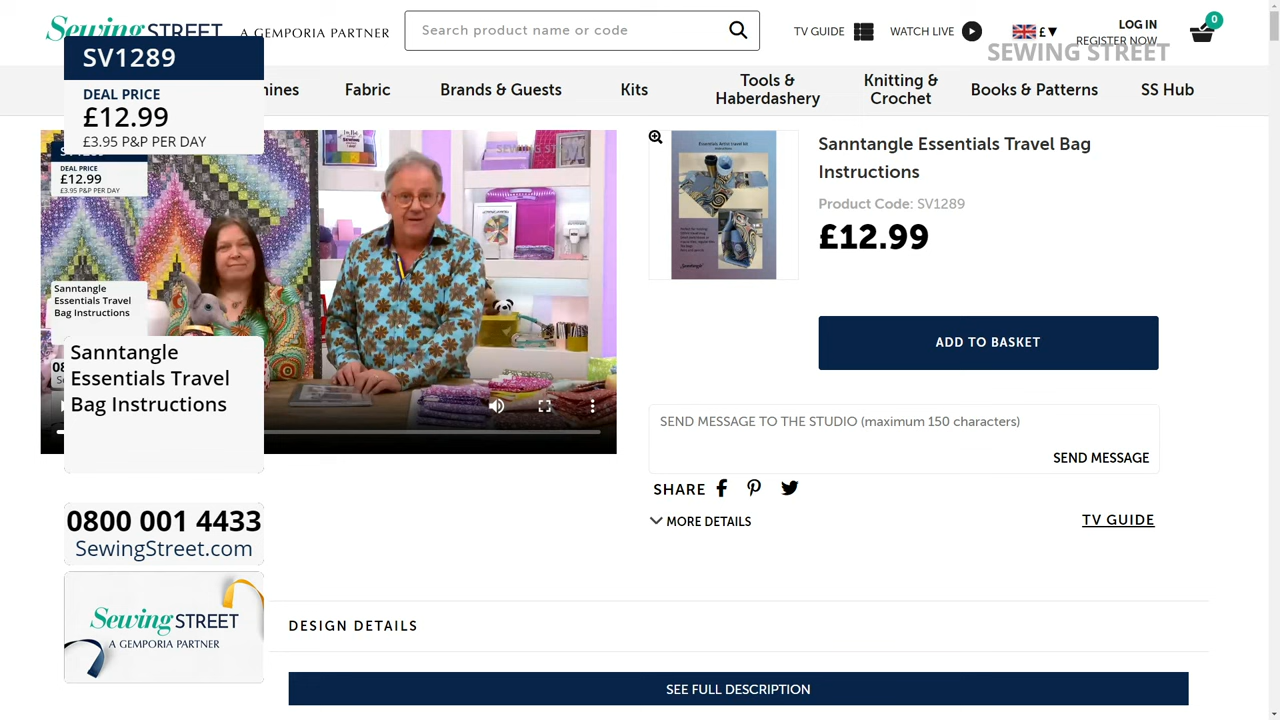 Sewing STREET
A GEMPORIA PARTNER
Search product name or code
TV GUIDE
WATCH LIVE
£
LOG IN
REGISTER NOW
0
SEWING STREET
SV1289
DEAL PRICE
£12.99
£3.95 P&P PER DAY
Fabric
Brands & Guests
Kits
Tools &
Haberdashery
Knitting &
Crochet
Books & Patterns
SS Hub
DEAL PRICE
£12.99
£3.95 P&P PER DAY
Sanntangle
Essentials Travel
Bag Instructions
Sanntangle
Essentials Travel
Bag Instructions
0800 001 4433
SewingStreet.com
Sewing STREET
A GEMPORIA PARTNER
Essentials Artist travel kit
Sanntangle Essentials Travel Bag
Instructions
Product Code: SV1289
£12.99
ADD TO BASKET
SEND MESSAGE TO THE STUDIO (maximum 150 characters)
SEND MESSAGE
SHARE
MORE DETAILS
TV GUIDE
DESIGN DETAILS
SEE FULL DESCRIPTION